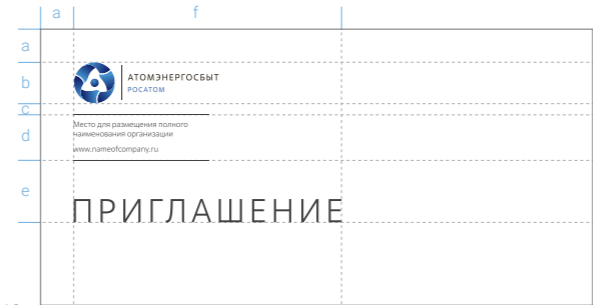 a
f
a
b
c
d
e
АТОМЭНЕРГОСБЫТ
РОСАТОМ
Место для размещения полного
наименования организации
www.nameofcompany.ru
ПРИГЛАШЕНИЕ